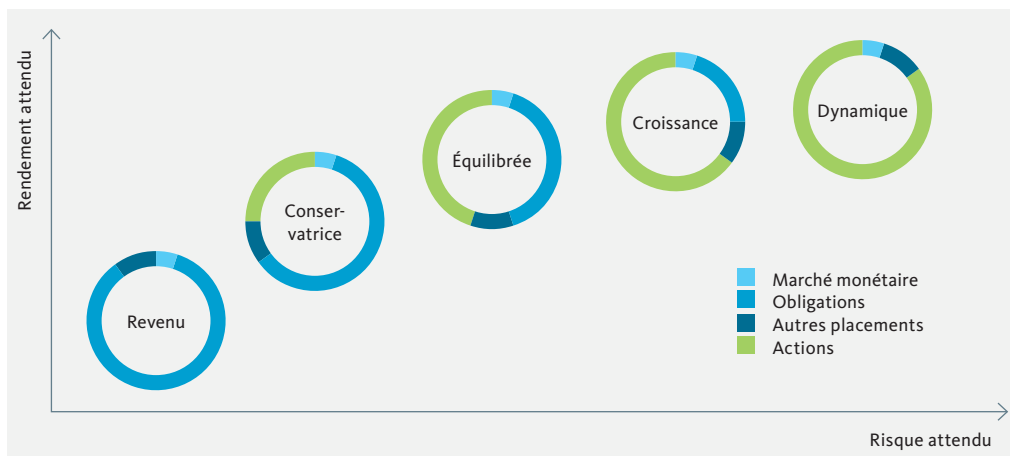 Rendement attendu
Revenu
Conser-
vatrice
Équilibrée
Croissance
Dynamique
Marché monétaire
Obligations
Autres placements
Actions
Risque attendu